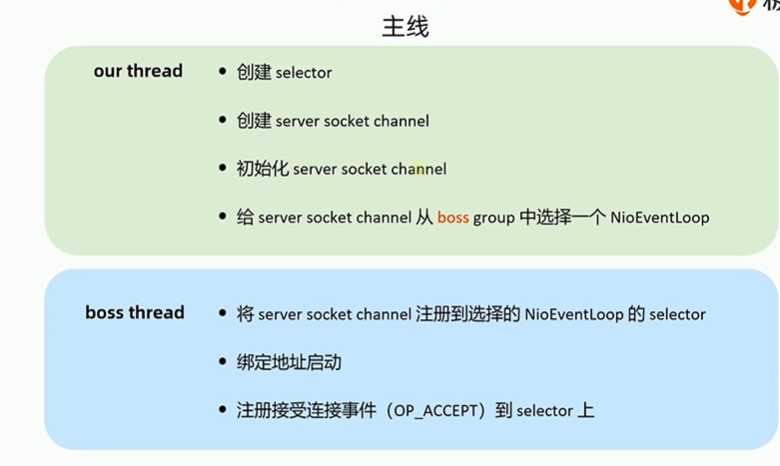 主线
our thread
• 创建 selector
• 创建 server socket channel
• 初始化 server socket channel
• 给 server socket channel 从 boss group 中选择一个 NioEventLoop
boss thread
• 将 server socket channel 注册到选择的 NioEventLoop 的 selector
• 绑定地址启动
• 注册接受连接事件（OP_ACCEPT）到 selector 上